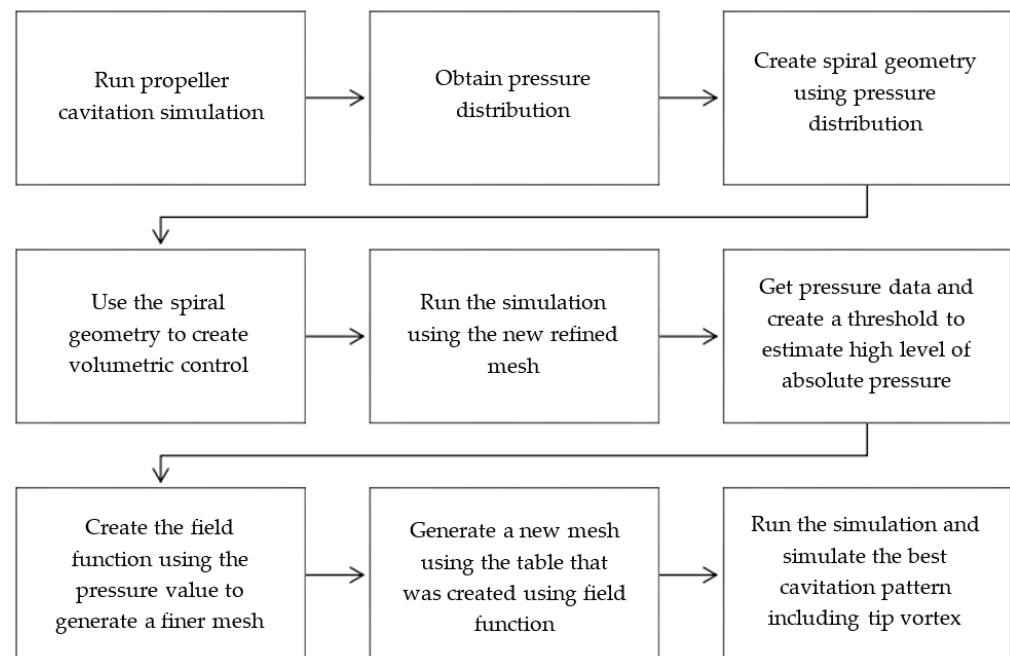 Run propeller
cavitation simulation
Obtain pressure
distribution
Create spiral geometry
using pressure
distribution
Use the spiral
geometry to create
volumetric control
Run the simulation
using the new refined
mesh
Get pressure data and
create a threshold to
estimate high level of
absolute pressure
Create the field
function using the
pressure value to
generate a finer mesh
Generate a new mesh
using the table that
was created using field
function
Run the simulation and
simulate the best
cavitation pattern
including tip vortex